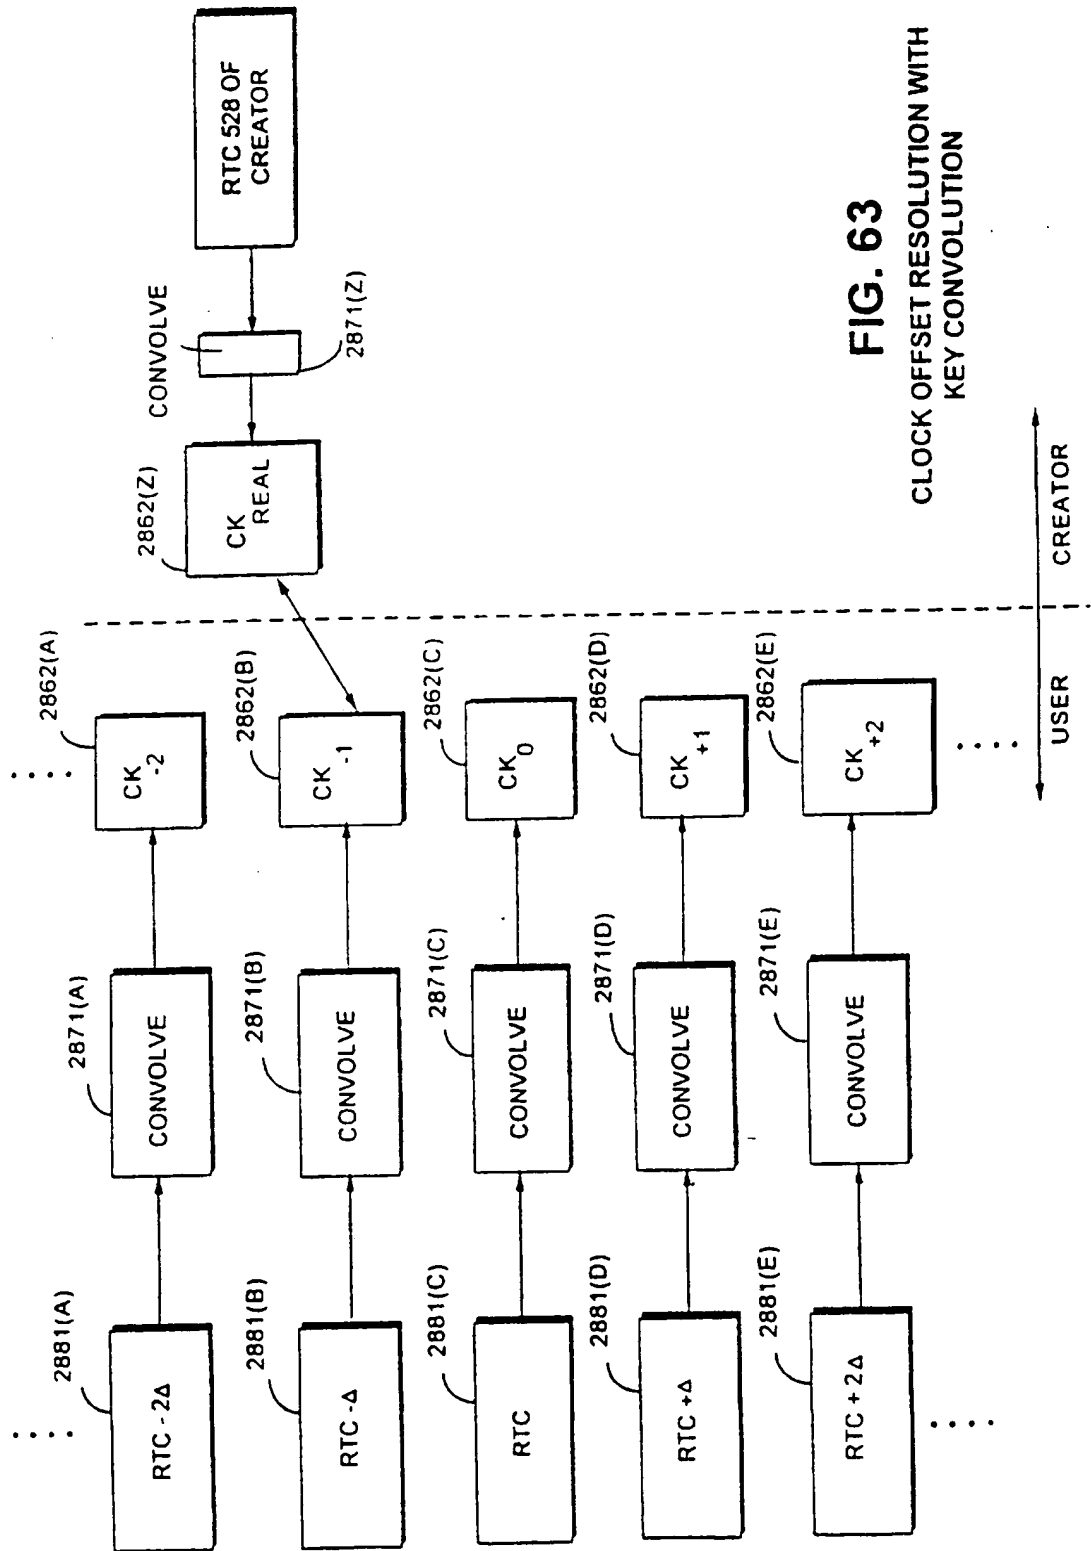 . . . .
2881(A)
RTC - 2Δ
2871(A)
CONVOLVE
. . . .
2862(A)
CK -2
2881(B)
RTC - Δ
2871(B)
CONVOLVE
2862(B)
CK -1
2881(C)
RTC
2871(C)
CONVOLVE
2862(C)
CK 0
2881(D)
RTC + Δ
2871(D)
CONVOLVE
2862(D)
CK +1
2881(E)
RTC + 2Δ
2871(E)
CONVOLVE
2862(E)
CK +2
. . . .
. . . .
2862(Z)
CK REAL
CONVOLVE
2871(Z)
RTC 528 OF
CREATOR
USER
CREATOR
FIG. 63
CLOCK OFFSET RESOLUTION WITH
KEY CONVOLUTION